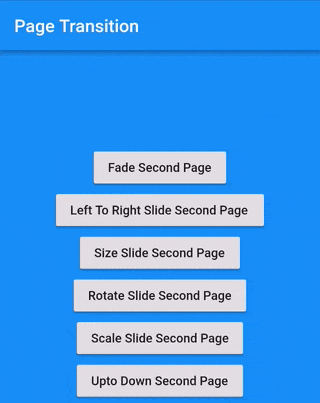 Page Transition
Fade Second Page
Left To Right Slide Second Page
Size Slide Second Page
Rotate Slide Second Page
Scale Slide Second Page
Upto Down Second Page